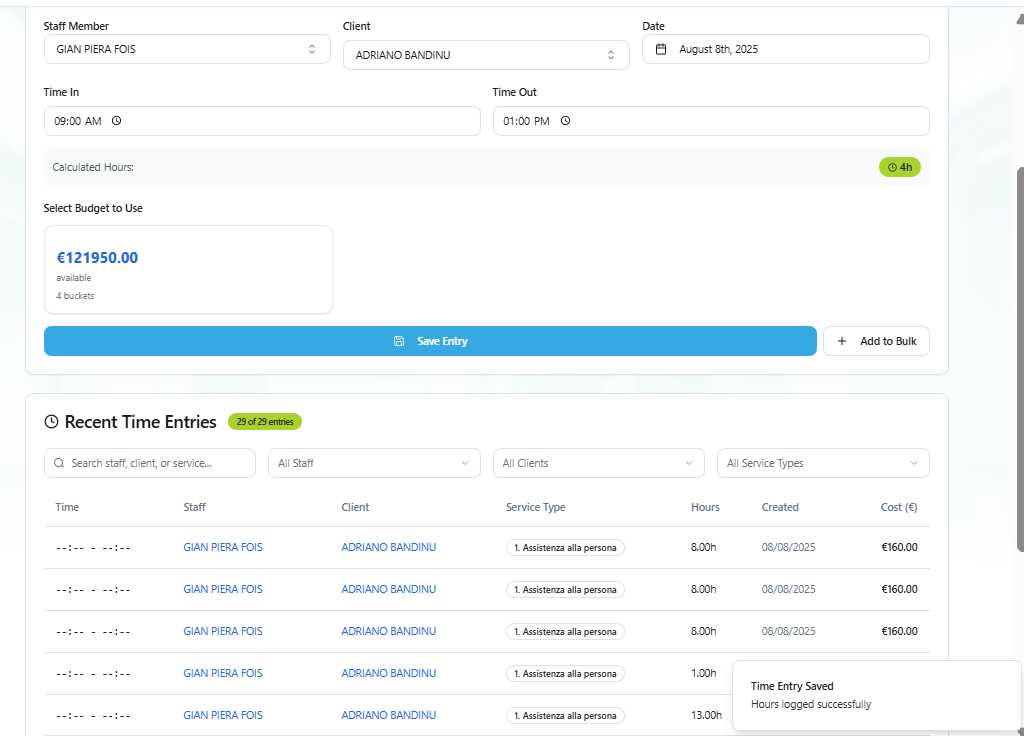 Staff Member Client Date
GIAN PIERA FOIS ADRIANO BANDINU August 8th, 2025
Time In Time Out
09:00 AM 01:00 PM
Calculated Hours: 4h
Select Budget to Use
€121950.00
available
4 buckets
Save Entry + Add to Bulk
Recent Time Entries 29 of 29 entries
Search staff, client, or service... All Staff All Clients All Service Types
Time Staff Client Service Type Hours Created Cost (€)
--:-- - --:-- GIAN PIERA FOIS ADRIANO BANDINU 1. Assistenza alla persona 8.00h 08/08/2025 €160.00
--:-- - --:-- GIAN PIERA FOIS ADRIANO BANDINU 1. Assistenza alla persona 8.00h 08/08/2025 €160.00
--:-- - --:-- GIAN PIERA FOIS ADRIANO BANDINU 1. Assistenza alla persona 8.00h 08/08/2025 €160.00
--:-- - --:-- GIAN PIERA FOIS ADRIANO BANDINU 1. Assistenza alla persona 1.00h
--:-- - --:-- GIAN PIERA FOIS ADRIANO BANDINU 1. Assistenza alla persona 13.00h
Time Entry Saved
Hours logged successfully